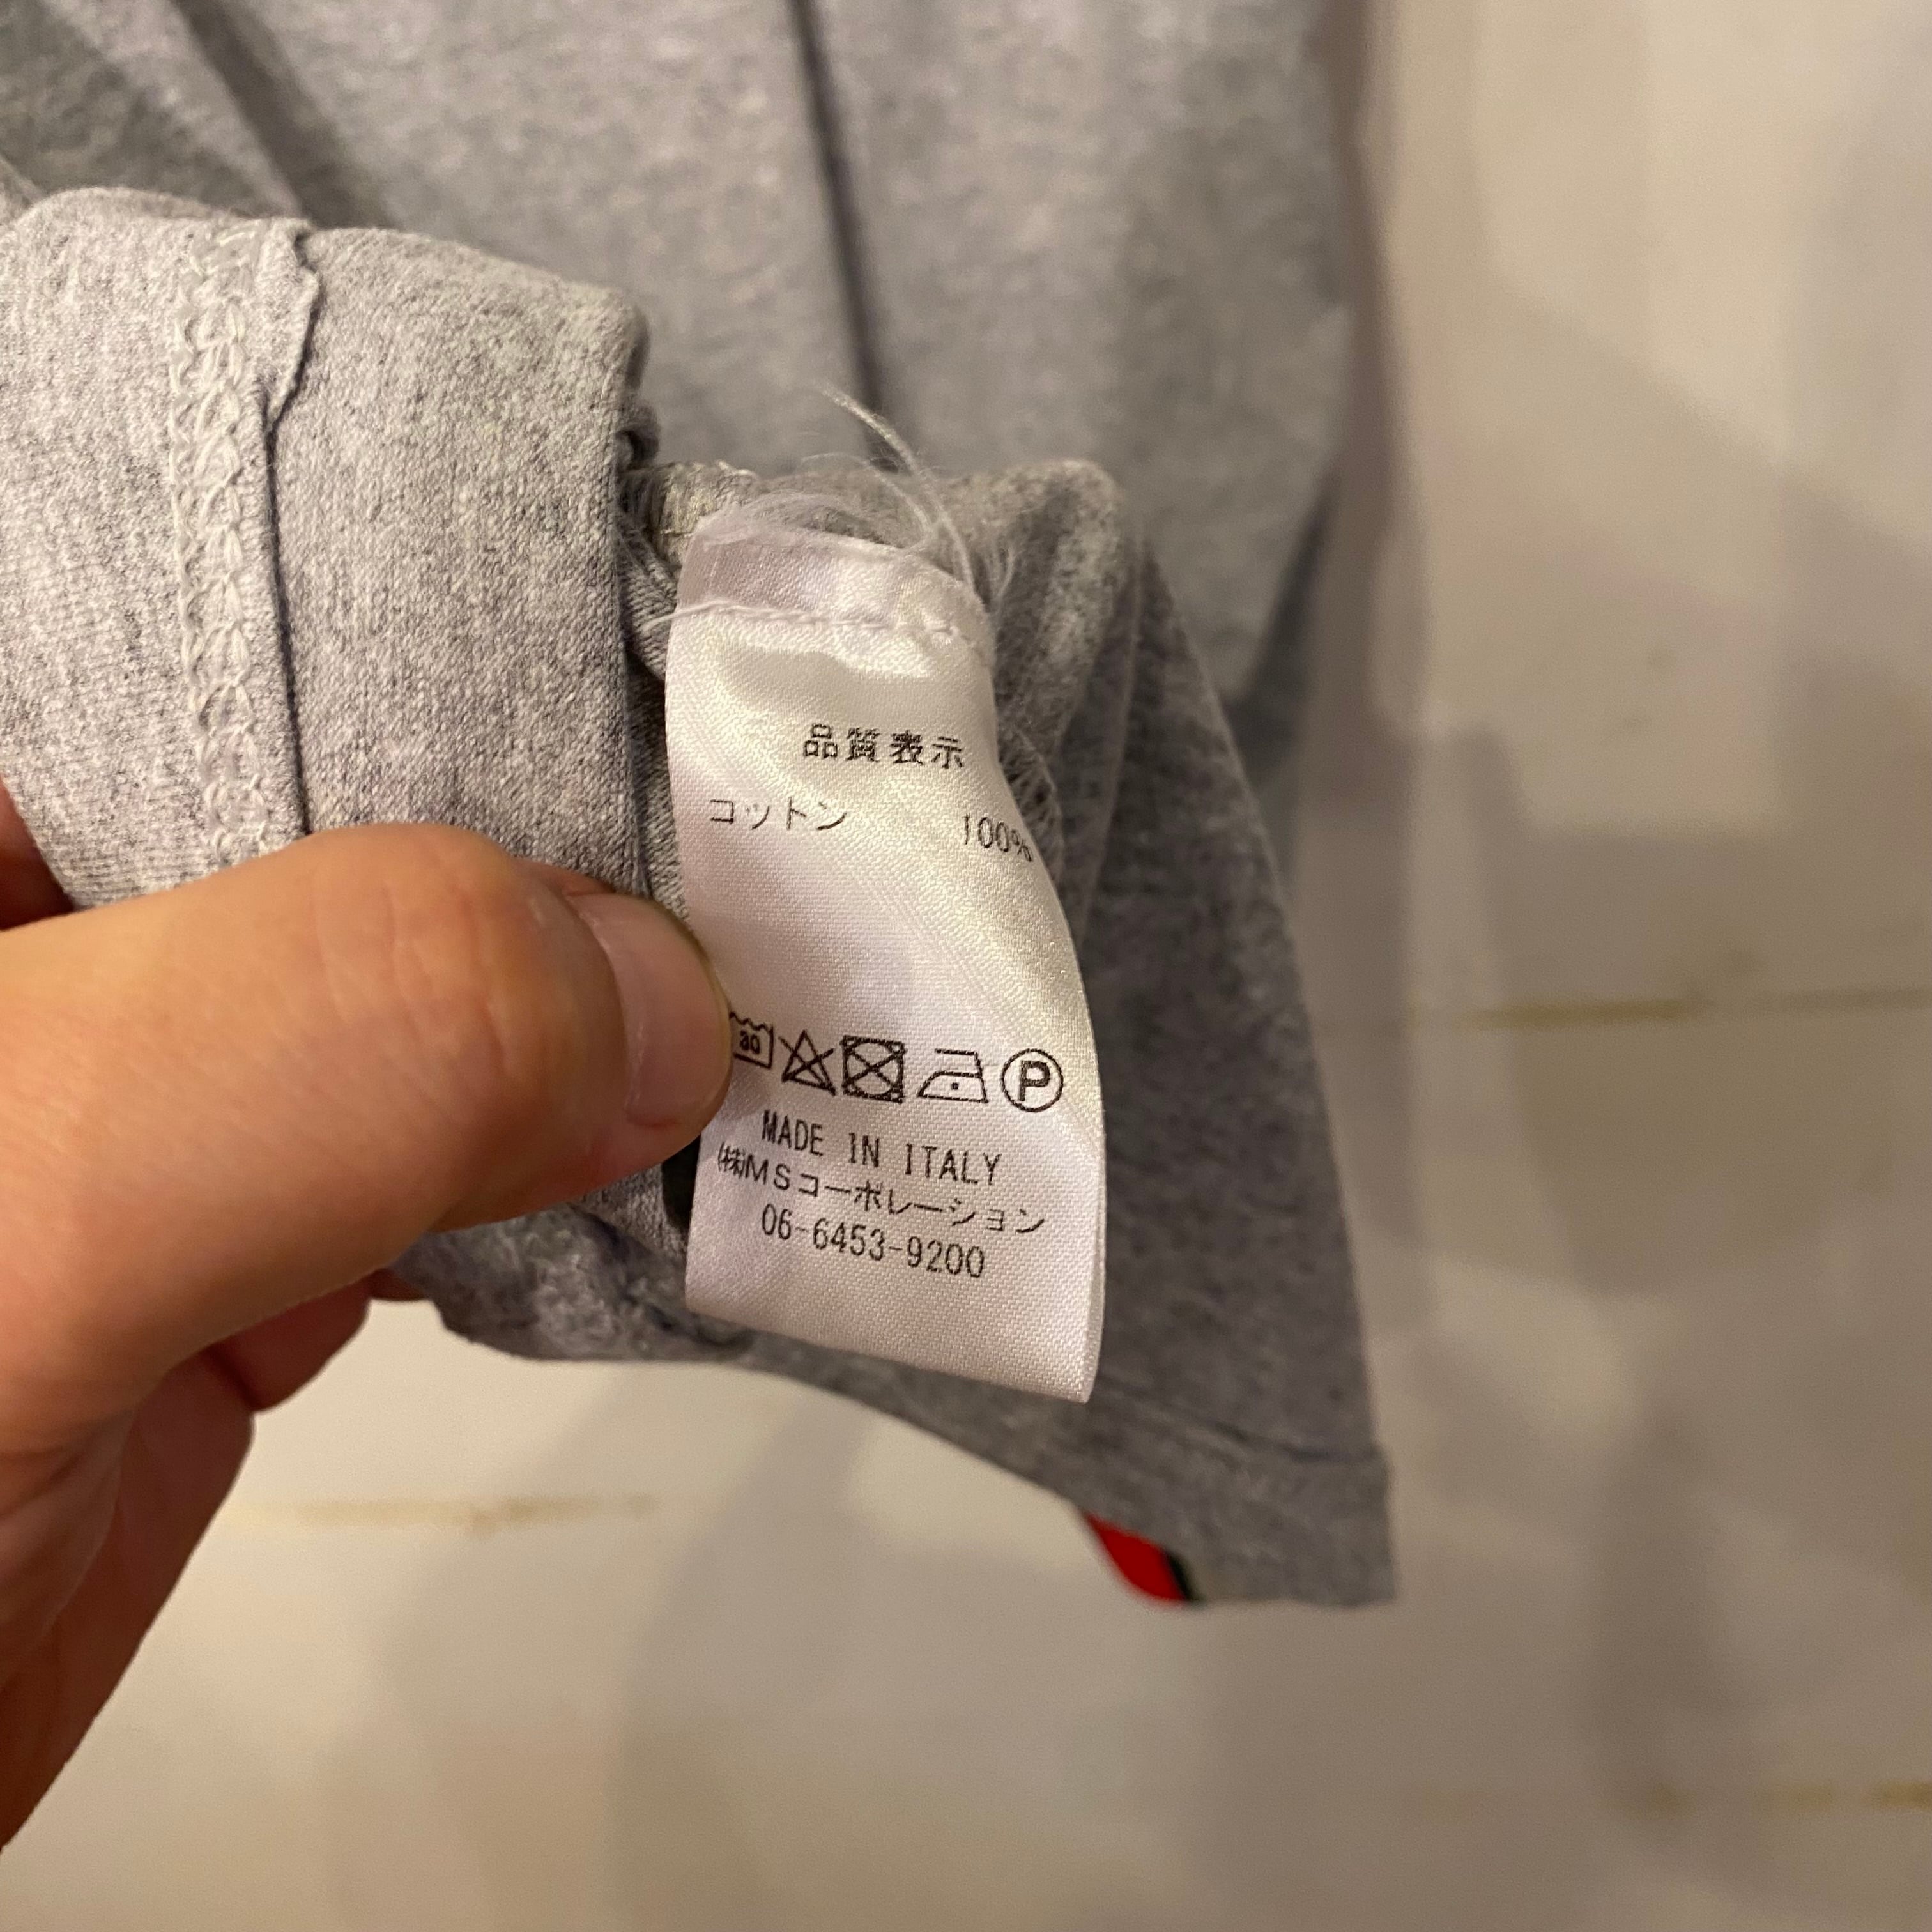 品質表示
コットン 100%
30
P
MADE IN ITALY
㈱MSコーポレーション
06-6453-9200